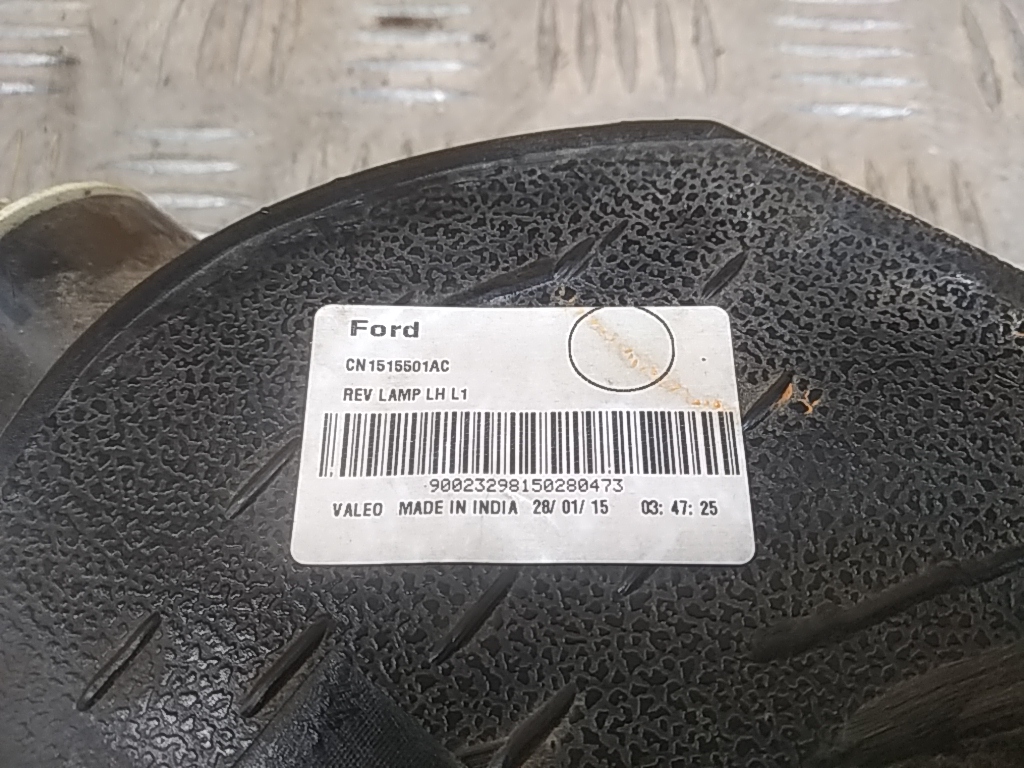 Ford
CN1515501AC
REV LAMP LH L1
90023298150280473
VALEO MADE IN INDIA 28/ 01/ 15 03: 47: 25